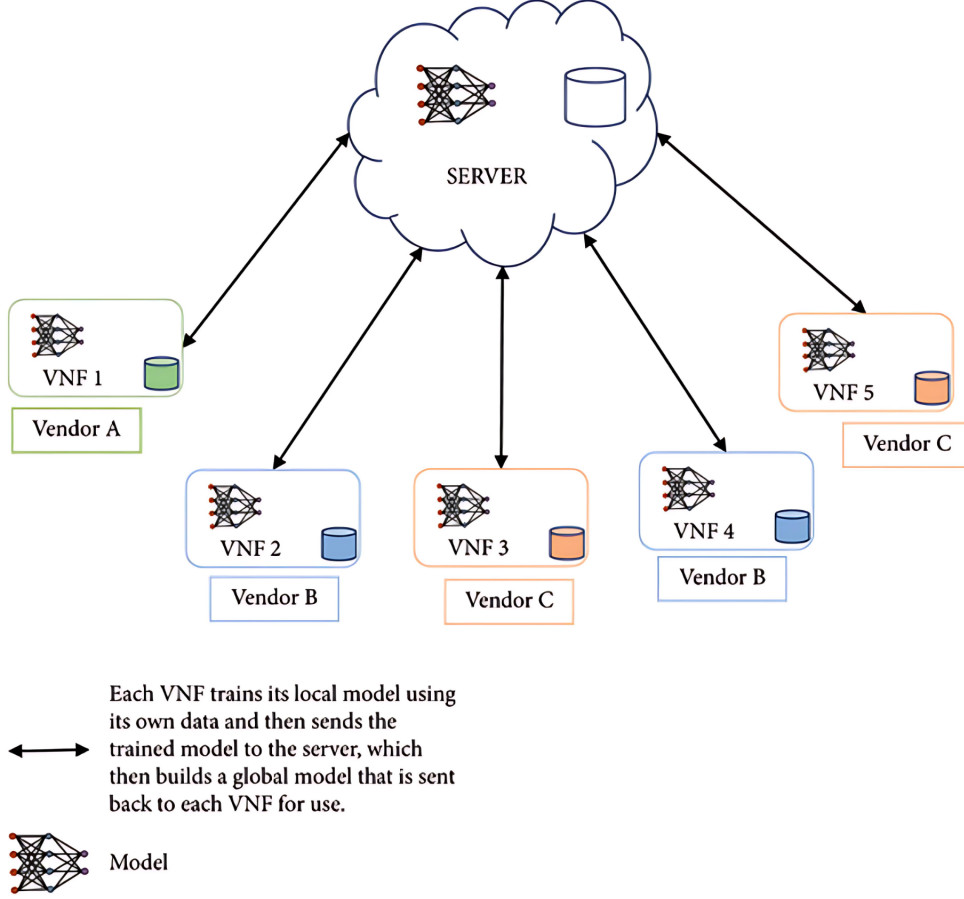 SERVER
VNF 1
Vendor A
VNF 5
Vendor C
VNF 2
Vendor B
VNF 3
Vendor C
VNF 4
Vendor B
Each VNF trains its local model using
its own data and then sends the
trained model to the server, which
then builds a global model that is sent
back to each VNF for use.
Model